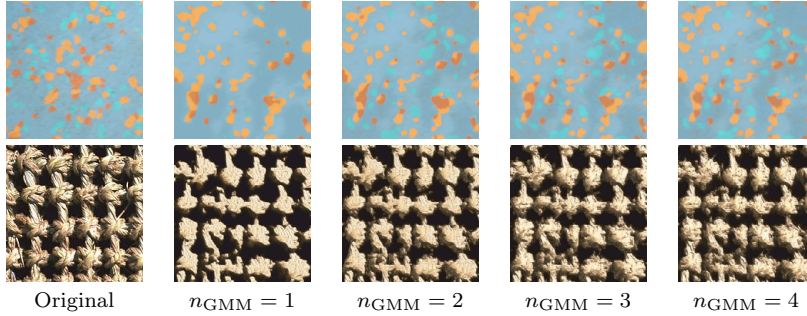 Original n_GMM = 1 n_GMM = 2 n_GMM = 3 n_GMM = 4